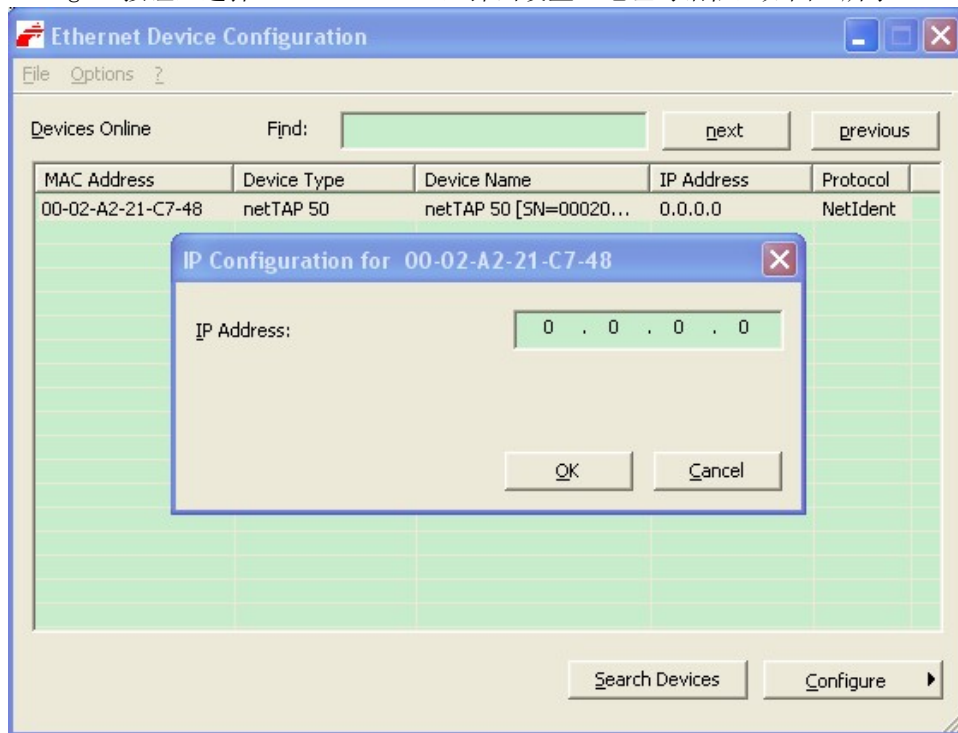 Ethernet Device Configuration
File Options ?
Devices Online Find: next previous
MAC Address Device Type Device Name IP Address Protocol
00-02-A2-21-C7-48 netTAP 50 netTAP 50 [SN=00020... 0.0.0.0 NetIdent
IP Configuration for 00-02-A2-21-C7-48
IP Address: 0 . 0 . 0 . 0
OK Cancel
Search Devices Configure